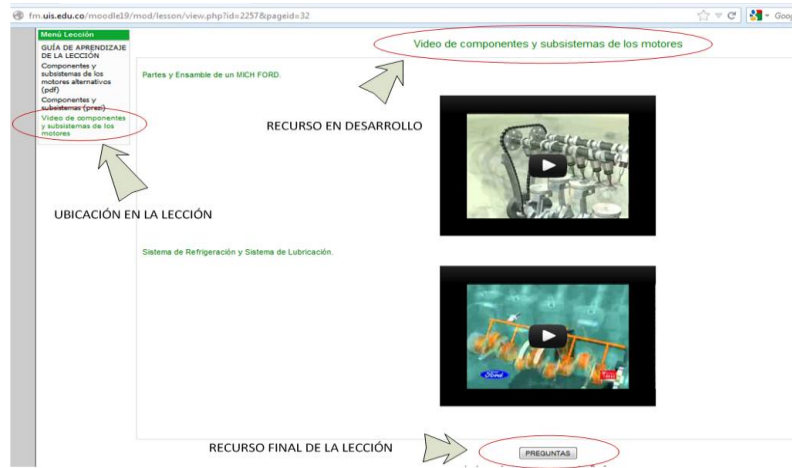 fm.uis.edu.co/moodle19/mod/lesson/view.php?id=2257&pageid=32
Goog
Menú Lección
GUÍA DE APRENDIZAJE
DE LA LECCIÓN
Componentes y
subsistemas de los
motores alternativos
(pdf)
Componentes y
subsistemas (prezi)
Video de componentes
y subsistemas de los
motores
Video de componentes y subsistemas de los motores
Partes y Ensamble de un MICH FORD.
RECURSO EN DESARROLLO
UBICACIÓN EN LA LECCIÓN
Sistema de Refrigeración y Sistema de Lubricación.
Ford
RECURSO FINAL DE LA LECCIÓN
PREGUNTAS